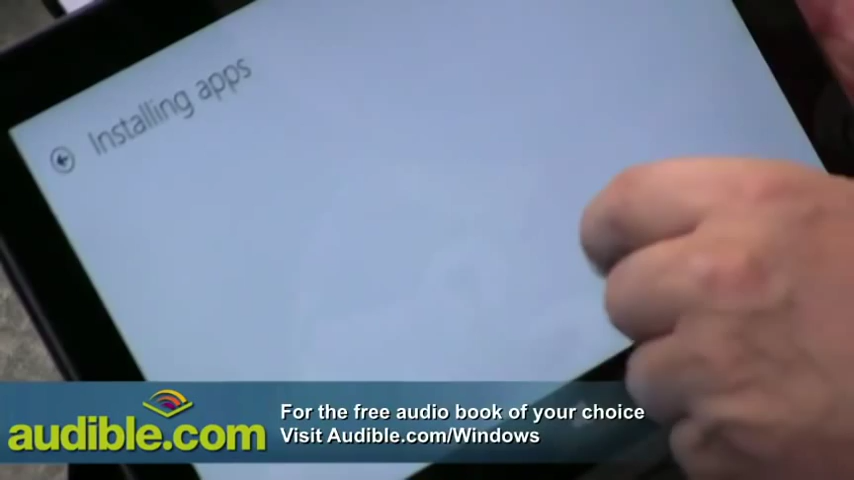 Installing apps
audible.com
For the free audio book of your choice
Visit Audible.com/Windows